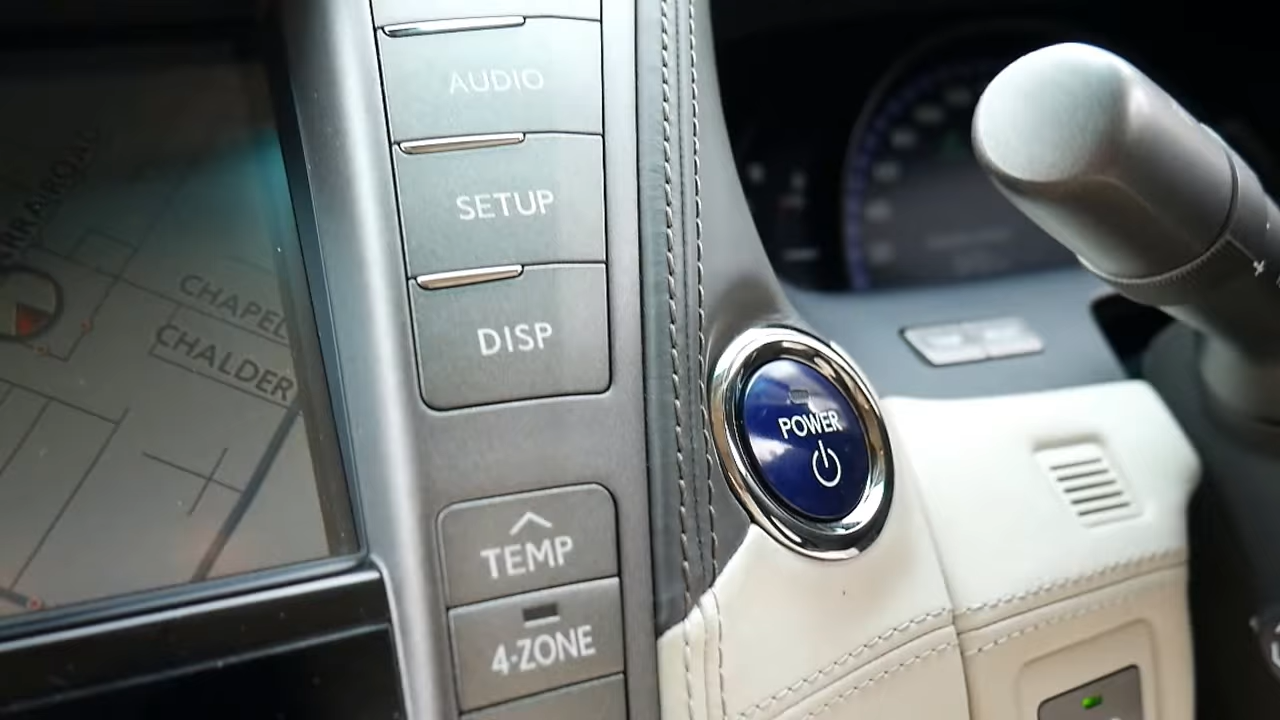 AUDIO
SETUP
DISP
CHAPEL
CHALDER
POWER
TEMP
4-ZONE